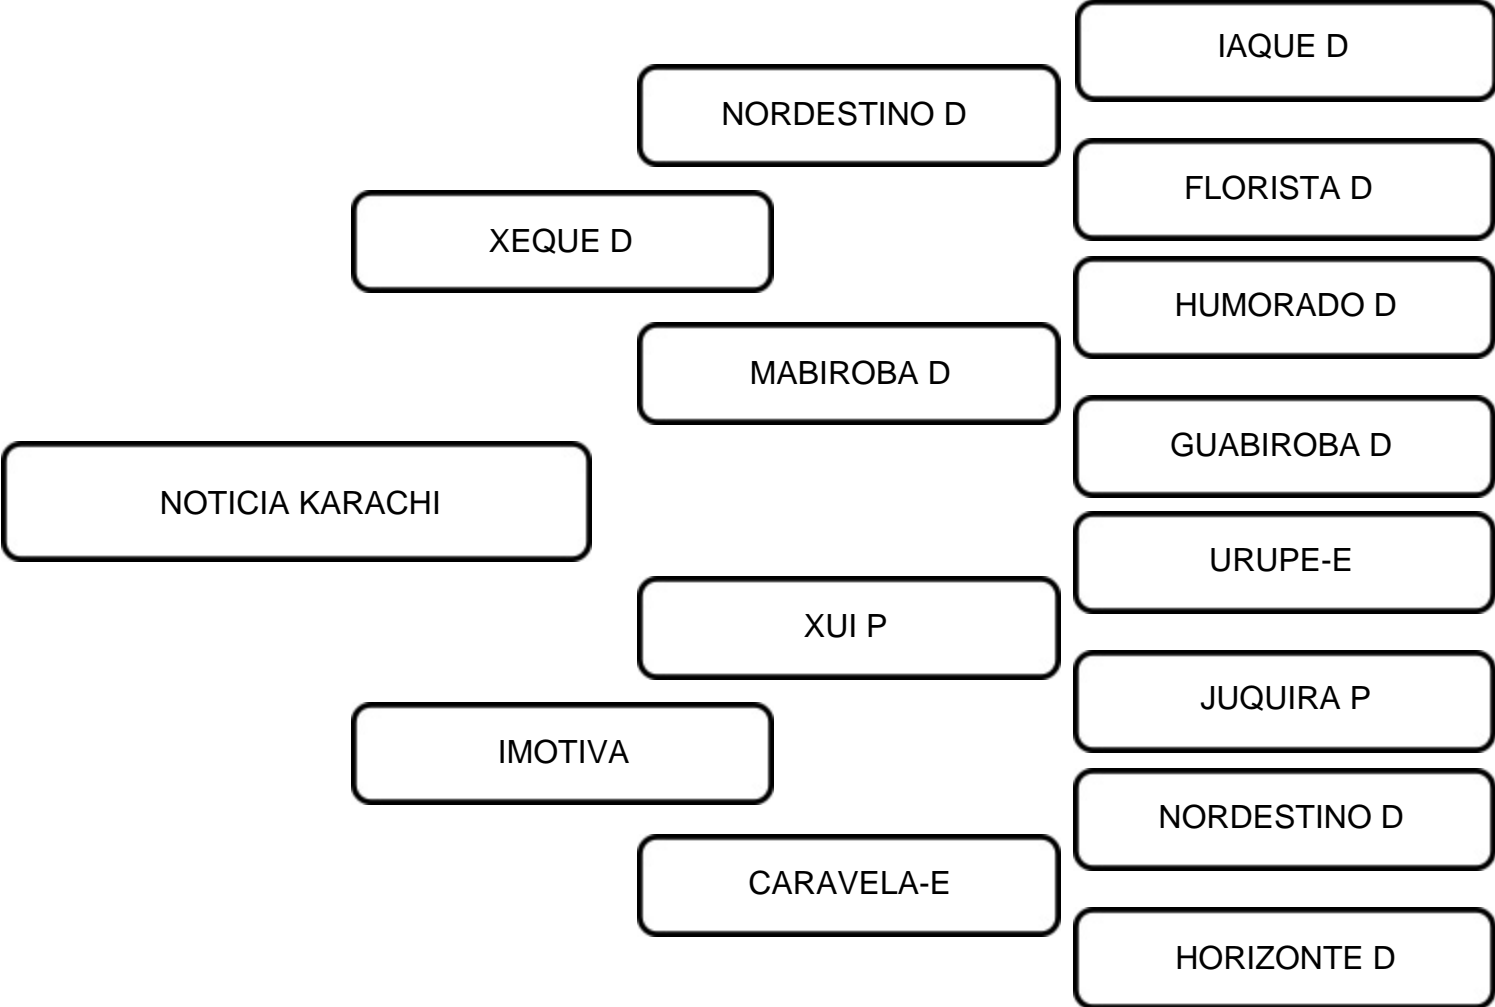 IAQUE D
NORDESTINO D
FLORISTA D
XEQUE D
HUMORADO D
MABIROBA D
GUABIROBA D
NOTICIA KARACHI
URUPE-E
XUI P
JUQUIRA P
IMOTIVA
NORDESTINO D
CARAVELA-E
HORIZONTE D